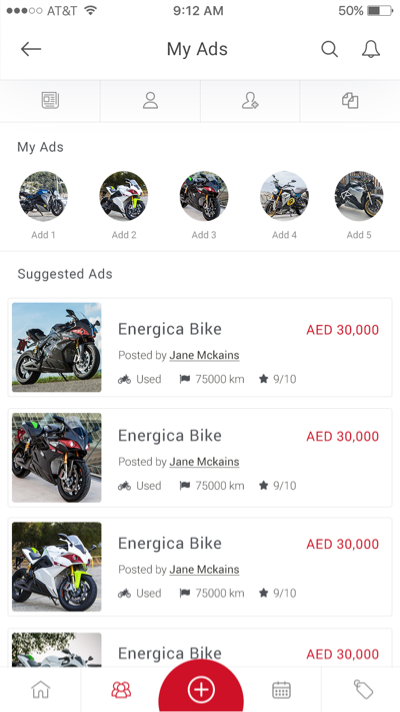 AT&T 9:12 AM 50%
My Ads
My Ads
Add 1 Add 2 Add 3 Add 4 Add 5
Suggested Ads
Energica Bike AED 30,000
Posted by Jane Mckains
Used 75000 km 9/10
Energica Bike AED 30,000
Posted by Jane Mckains
Used 75000 km 9/10
Energica Bike AED 30,000
Posted by Jane Mckains
Used 75000 km 9/10
Energica Bike AED 30,000